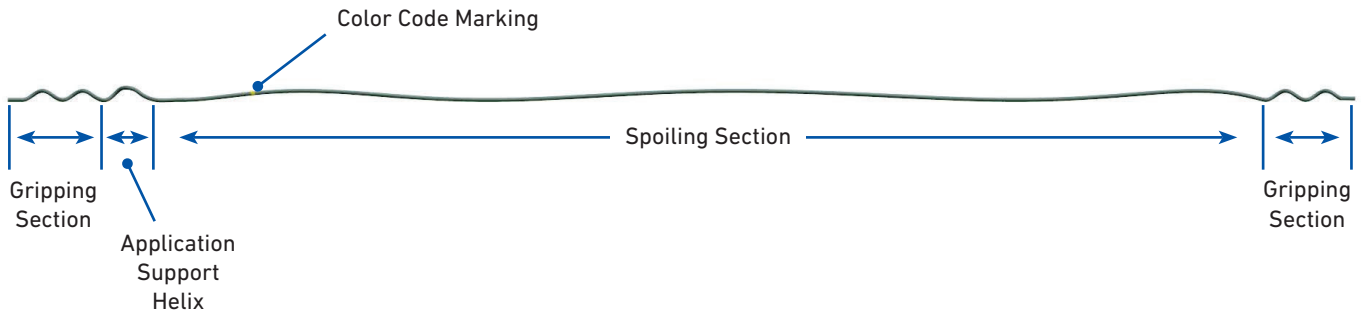 Color Code Marking
Spoiling Section
Gripping
Section
Application
Support
Helix
Gripping
Section